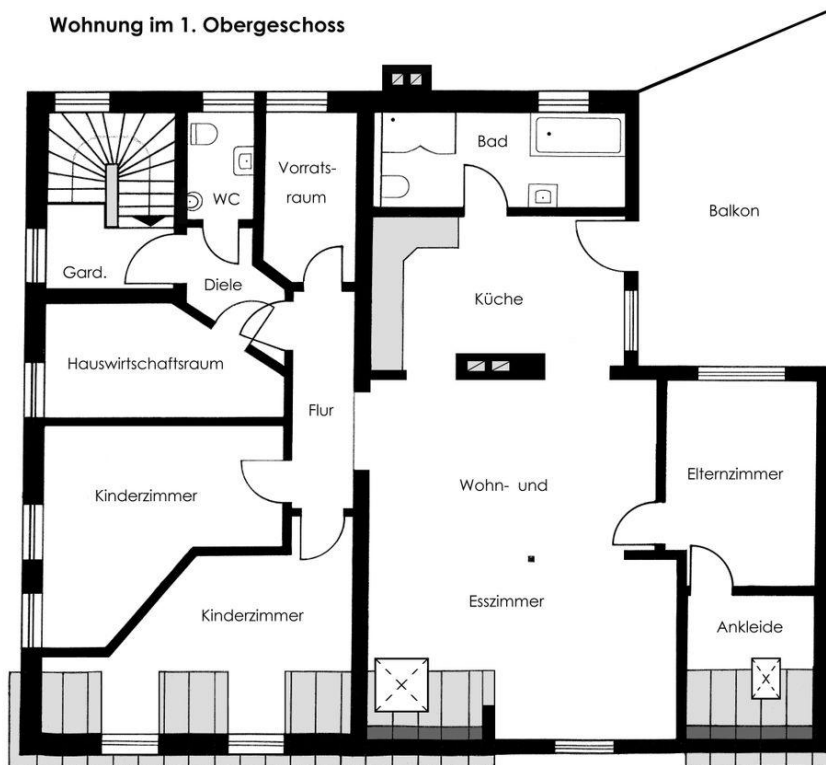 Wohnung im 1. Obergeschoss
Bad
Vorrats-
raum
WC
Balkon
Gard.
Diele
Küche
Hauswirtschaftsraum
Flur
Elternzimmer
Wohn- und
Kinderzimmer
Esszimmer
Kinderzimmer
Ankleide